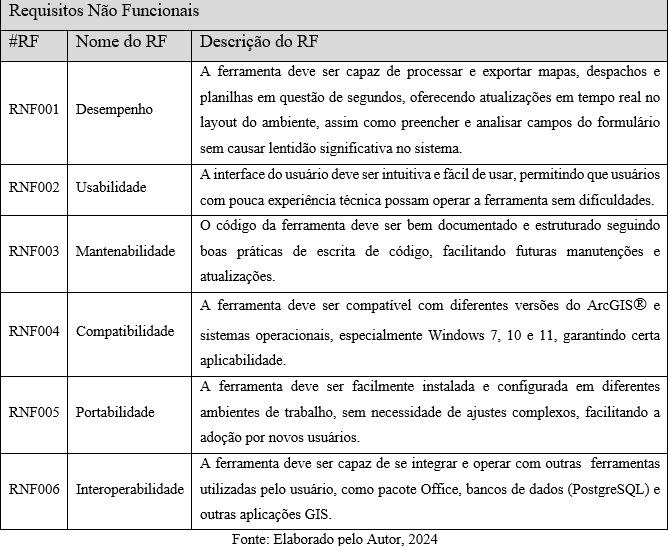 Requisitos Não Funcionais
#RF Nome do RF Descrição do RF
RNF001 Desempenho
A ferramenta deve ser capaz de processar e exportar mapas, despachos e
planilhas em questão de segundos, oferecendo atualizações em tempo real no
layout do ambiente, assim como preencher e analisar campos do formulário
sem causar lentidão significativa no sistema.
RNF002 Usabilidade
A interface do usuário deve ser intuitiva e fácil de usar, permitindo que usuários
com pouca experiência técnica possam operar a ferramenta sem dificuldades.
RNF003 Mantenabilidade
O código da ferramenta deve ser bem documentado e estruturado seguindo
boas práticas de escrita de código, facilitando futuras manutenções e
atualizações.
RNF004 Compatibilidade
A ferramenta deve ser compatível com diferentes versões do ArcGIS® e
sistemas operacionais, especialmente Windows 7, 10 e 11, garantindo certa
aplicabilidade.
RNF005 Portabilidade
A ferramenta deve ser facilmente instalada e configurada em diferentes
ambientes de trabalho, sem necessidade de ajustes complexos, facilitando a
adoção por novos usuários.
RNF006 Interoperabilidade
A ferramenta deve ser capaz de se integrar e operar com outras ferramentas
utilizadas pelo usuário, como pacote Office, bancos de dados (PostgreSQL) e
outras aplicações GIS.
Fonte: Elaborado pelo Autor, 2024